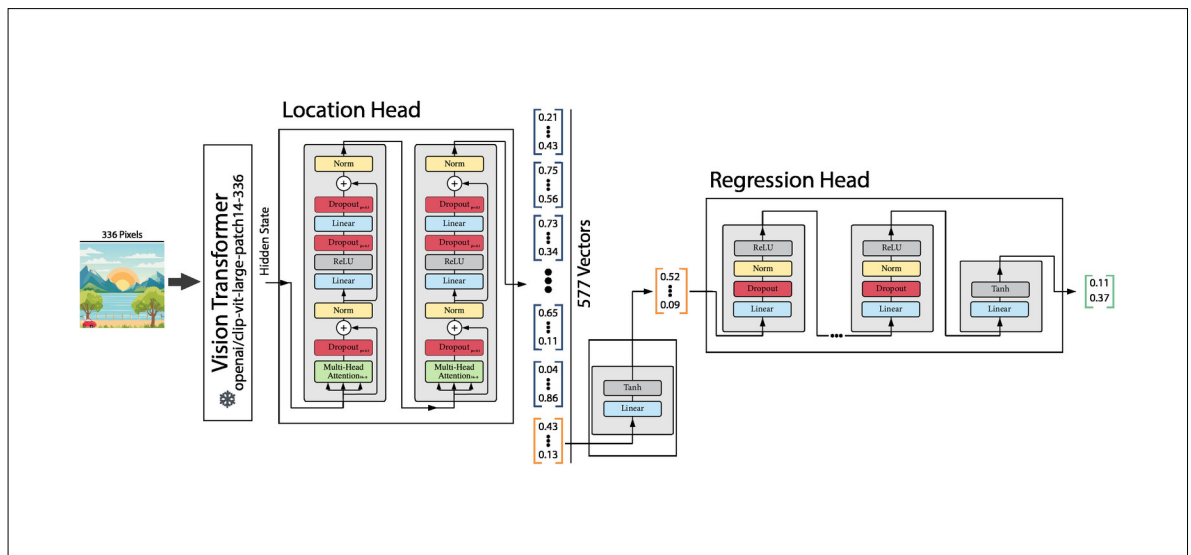 336 Pixels
Vision Transformer
openai/clip-vit-large-patch14-336
Hidden State
Location Head
Norm
+
Dropout
Linear
Dropout
ReLU
Linear
Norm
+
Dropout
Multi-Head
Attention
Norm
+
Dropout
Linear
Dropout
ReLU
Linear
Norm
+
Dropout
Multi-Head
Attention
0.21
0.43
0.75
0.56
0.73
0.34
0.65
0.11
0.04
0.86
0.43
0.13
577 Vectors
Tanh
Linear
0.52
0.09
Regression Head
ReLU
Norm
Dropout
Linear
ReLU
Norm
Dropout
Linear
Tanh
Linear
0.11
0.37